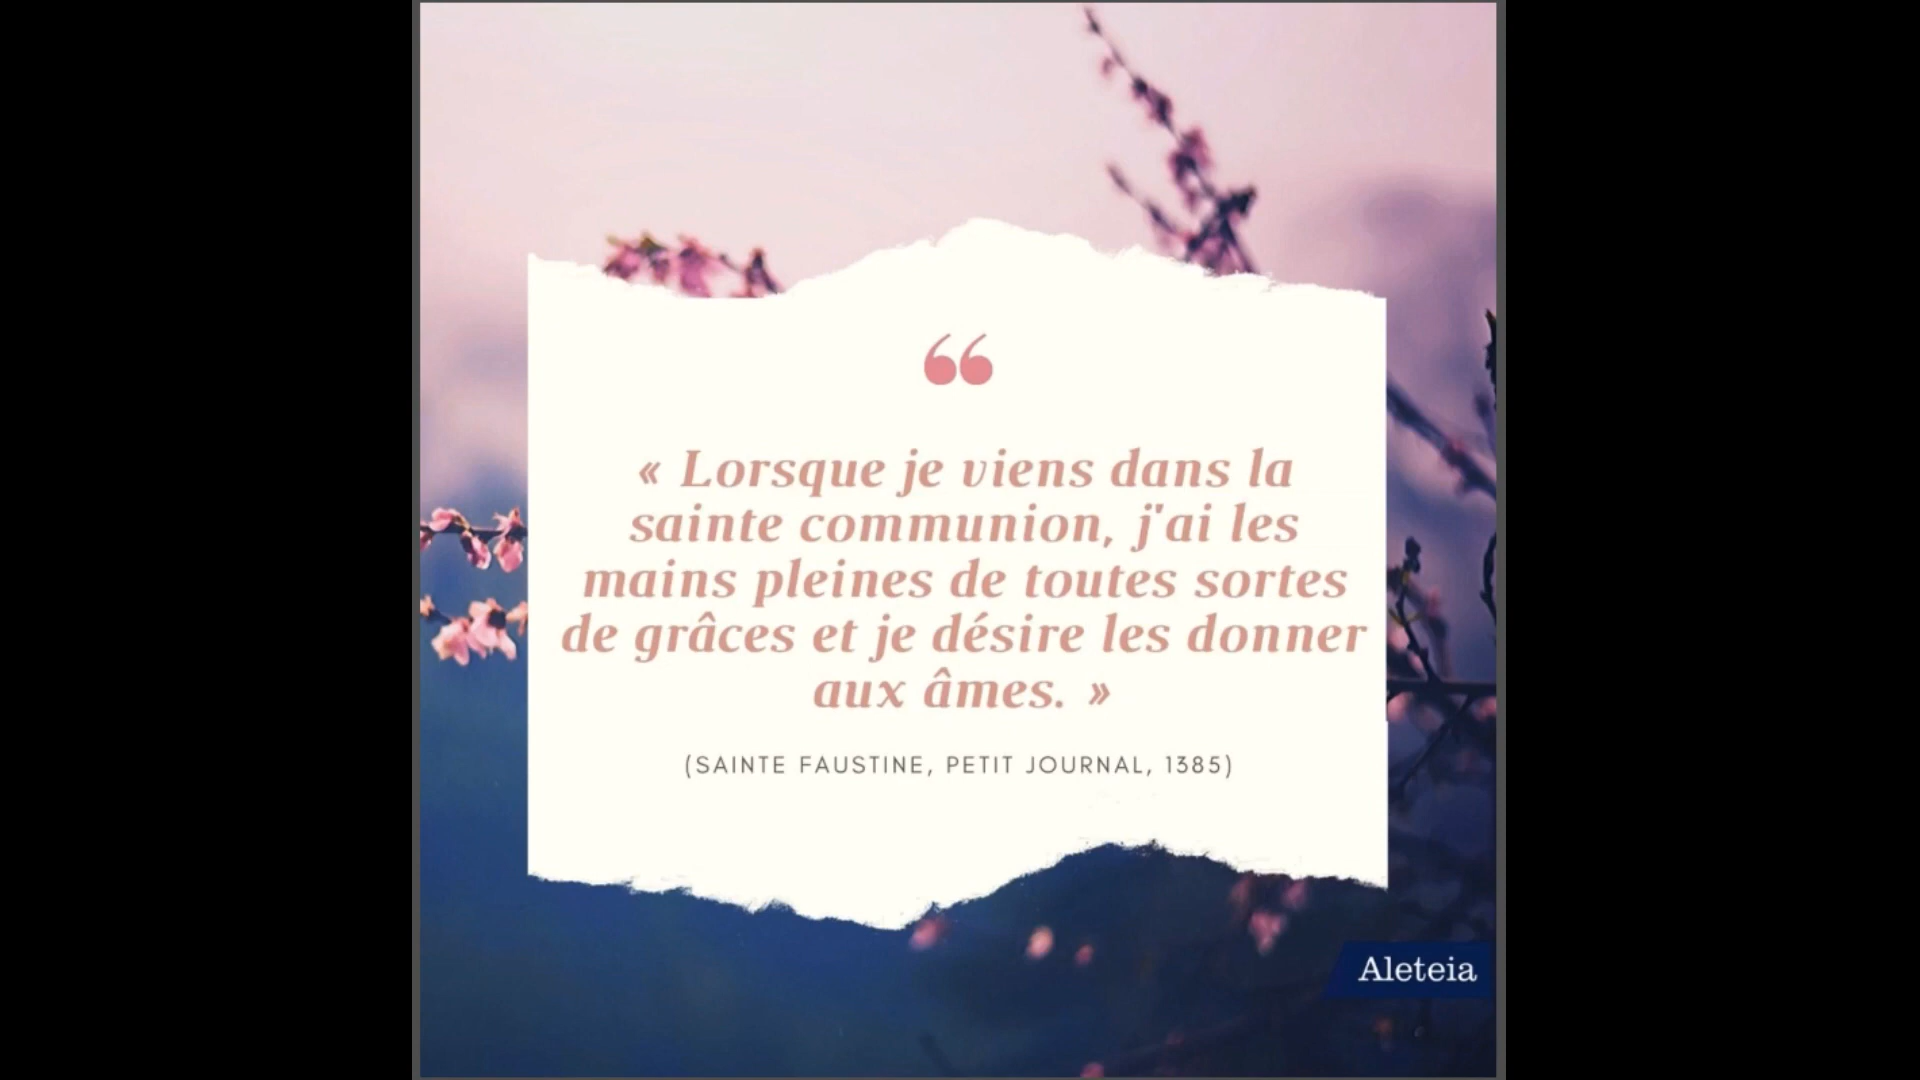 « Lorsque je viens dans la
sainte communion, j'ai les
mains pleines de toutes sortes
de grâces et je désire les donner
aux âmes. »
(SAINTE FAUSTINE, PETIT JOURNAL, 1385)
Aleteia